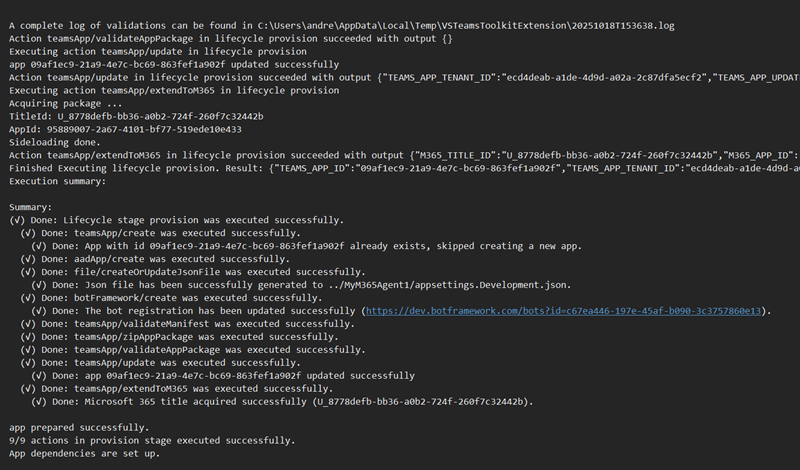 A complete log of validations can be found in C:\Users\andre\AppData\Local\Temp\VSTeamsToolkitExtension\20251018T153638.log
Action teamsApp/validateAppPackage in lifecycle provision succeeded with output {}
Executing action teamsApp/update in lifecycle provision
app 09af1ec9-21a9-4e7c-bc69-863fef1a902f updated successfully
Action teamsApp/update in lifecycle provision succeeded with output {"TEAMS_APP_TENANT_ID":"ecd4deab-a1de-4d9d-a02a-2c87dfa5ecf2","TEAMS_APP_UPDAT
Executing action teamsApp/extendToM365 in lifecycle provision
Acquiring package ...
TitleId: U_8778defb-bb36-a0b2-724f-260f7c32442b
AppId: 95889007-2a67-4101-bf77-519ede10e433
Sideloading done.
Action teamsApp/extendToM365 in lifecycle provision succeeded with output {"M365_TITLE_ID":"U_8778defb-bb36-a0b2-724f-260f7c32442b","M365_APP_ID":
Finished Executing lifecycle provision. Result: {"TEAMS_APP_ID":"09af1ec9-21a9-4e7c-bc69-863fef1a902f","TEAMS_APP_TENANT_ID":"ecd4deab-a1de-4d9d-a0
Execution summary:

Summary:
(√) Done: Lifecycle stage provision was executed successfully.
(√) Done: teamsApp/create was executed successfully.
(√) Done: App with id 09af1ec9-21a9-4e7c-bc69-863fef1a902f already exists, skipped creating a new app.
(√) Done: aadApp/create was executed successfully.
(√) Done: file/createOrUpdateJsonFile was executed successfully.
(√) Done: Json file has been successfully generated to ../MyM365Agent1/appsettings.Development.json.
(√) Done: botFramework/create was executed successfully.
(√) Done: The bot registration has been updated successfully (https://dev.botframework.com/bots?id=c67ea446-197e-45af-b090-3c3757860e13).
(√) Done: teamsApp/validateManifest was executed successfully.
(√) Done: teamsApp/zipAppPackage was executed successfully.
(√) Done: teamsApp/validateAppPackage was executed successfully.
(√) Done: teamsApp/update was executed successfully.
(√) Done: app 09af1ec9-21a9-4e7c-bc69-863fef1a902f updated successfully
(√) Done: teamsApp/extendToM365 was executed successfully.
(√) Done: Microsoft 365 title acquired successfully (U_8778defb-bb36-a0b2-724f-260f7c32442b).

app prepared successfully.
9/9 actions in provision stage executed successfully.
App dependencies are set up.